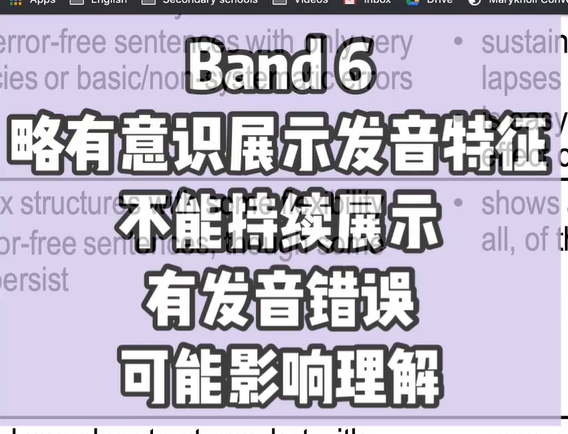 Apps English Secondary schools Videos Inbox Drive Maryknoll Conv
error-free sentences with only very
• sustain
Band 6
cies or basic/non-systematic errors
lapses
略有意识展示发音特征
x structures
• shows
不能持续展示
or-free sentences, though some
all, of th
persist
有发音错误
可能影响理解